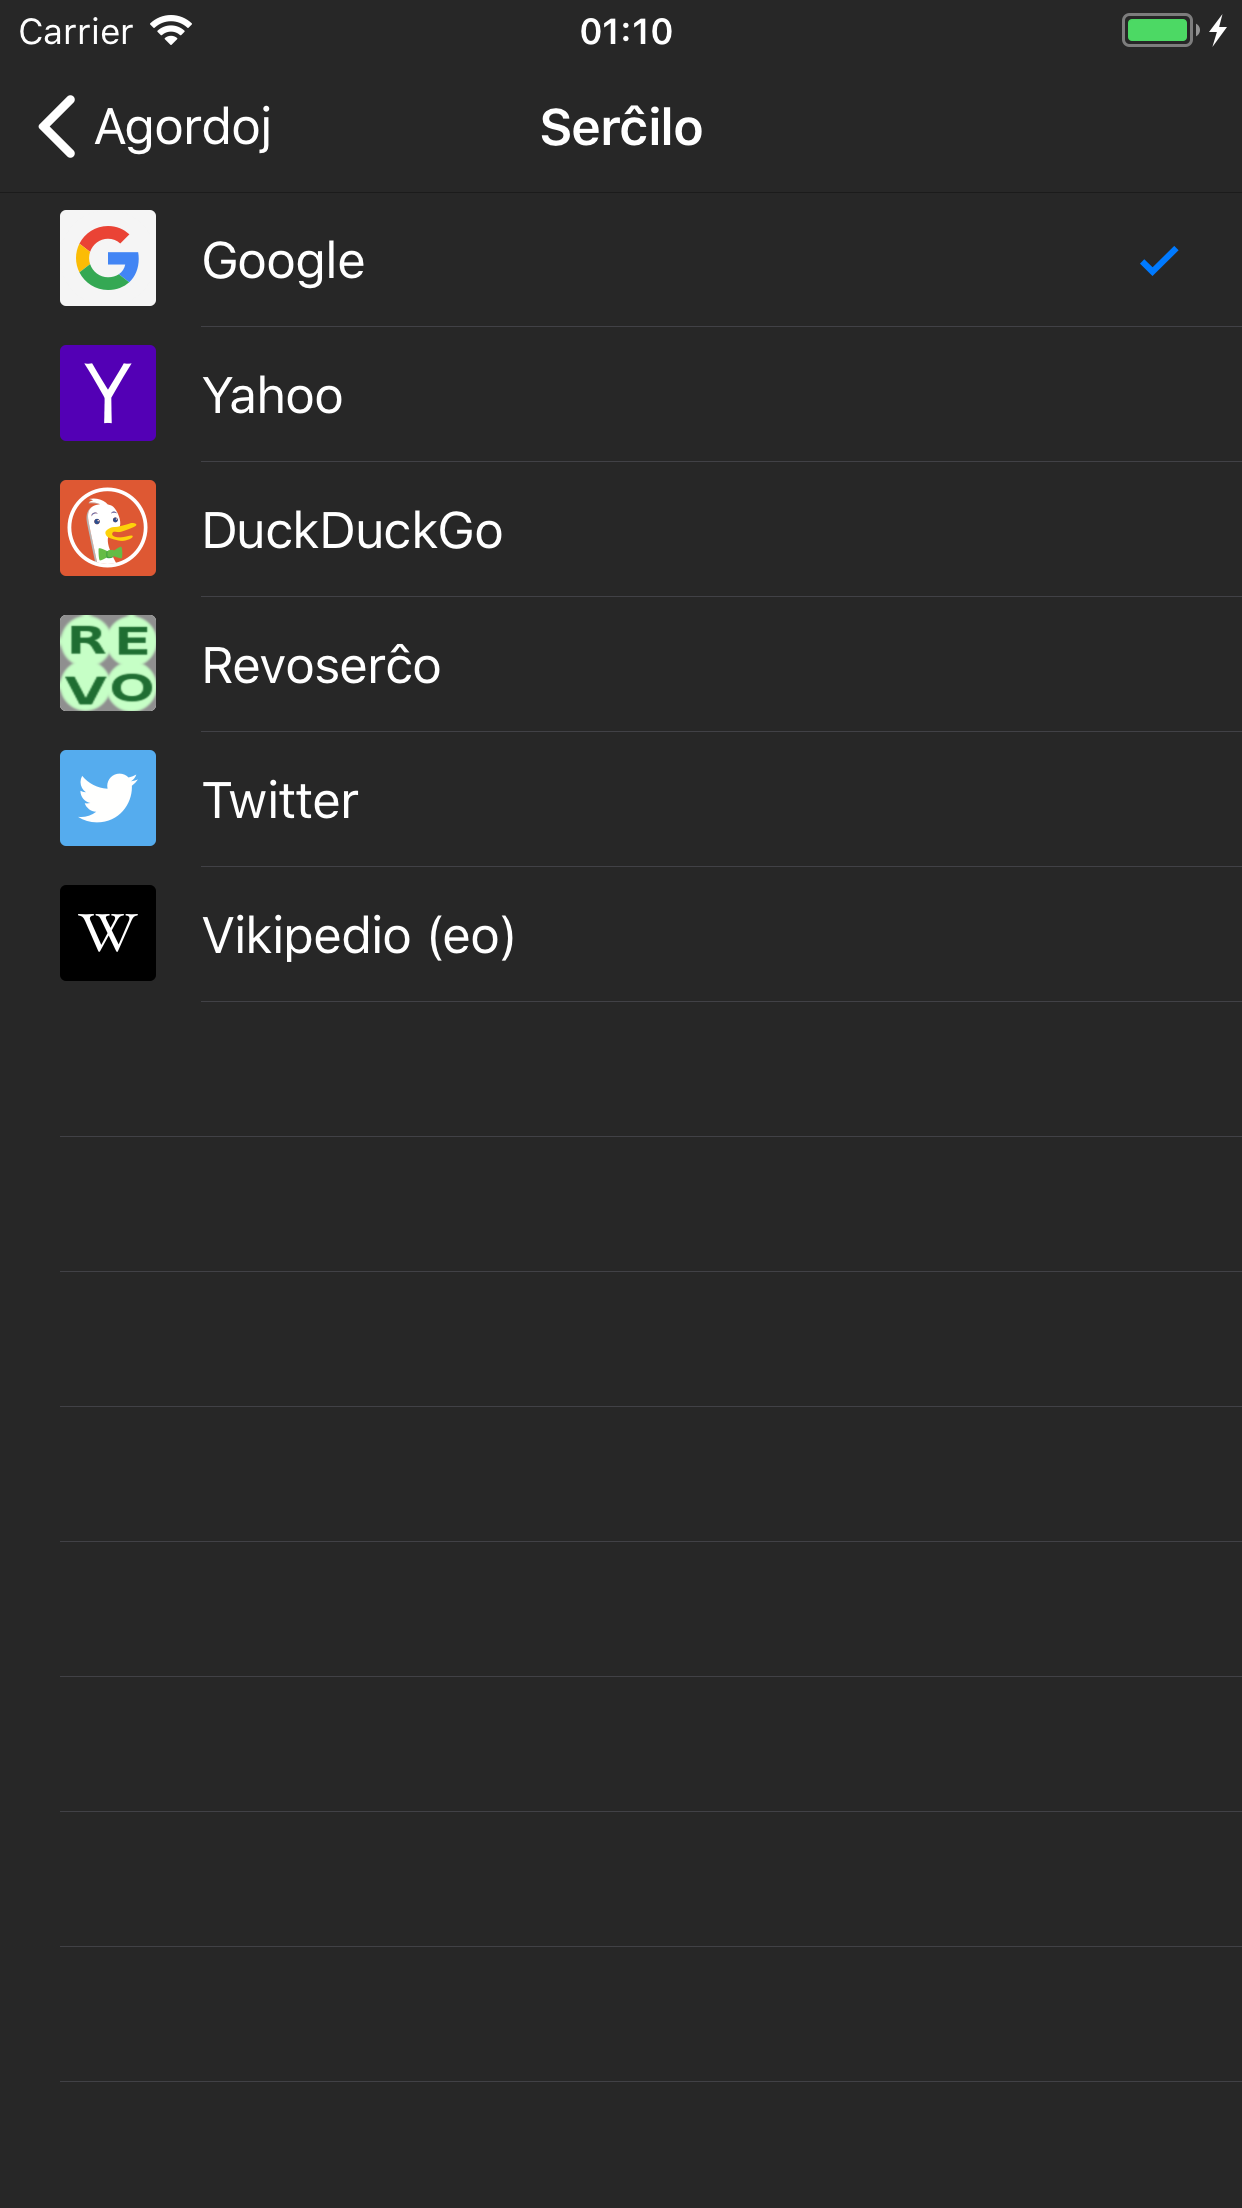 Carrier 01:10
Agordoj Serĉilo
Google
Y Yahoo
DuckDuckGo
RE
VO Revoserĉo
Twitter
W Vikipedio (eo)